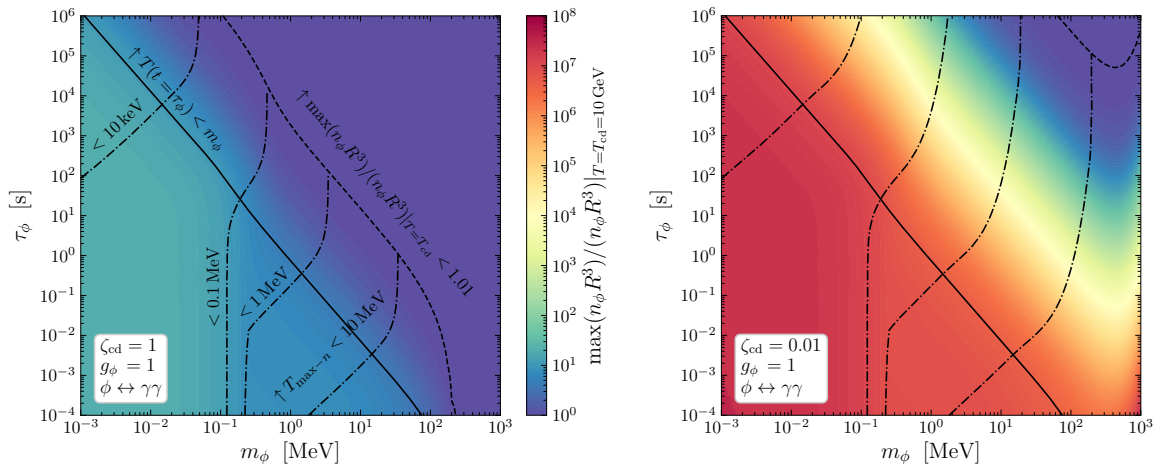 10^6
10^5
10^4
10^3
10^2
10^1
10^0
10^{-1}
10^{-2}
10^{-3}
10^{-4}
τ_ϕ [s]
↑ T(t = τ_ϕ) < m_ϕ
< 10 keV
↑ max(n_ϕ R^3)/(n_ϕ R^3)|_{T=T_cd} < 1.01
< 0.1 MeV
< 1 MeV
↑ T_{max−n} < 10 MeV
ζ_cd = 1
g_ϕ = 1
ϕ ↔ γγ
10^{-3} 10^{-2} 10^{-1} 10^0 10^1 10^2 10^3
m_ϕ [MeV]
10^8
10^7
10^6
10^5
10^4
10^3
10^2
10^1
10^0
max(n_ϕ R^3)/(n_ϕ R^3)|_{T=T_cd=10 GeV}
10^6
10^5
10^4
10^3
10^2
10^1
10^0
10^{-1}
10^{-2}
10^{-3}
10^{-4}
τ_ϕ [s]
ζ_cd = 0.01
g_ϕ = 1
ϕ ↔ γγ
10^{-3} 10^{-2} 10^{-1} 10^0 10^1 10^2 10^3
m_ϕ [MeV]